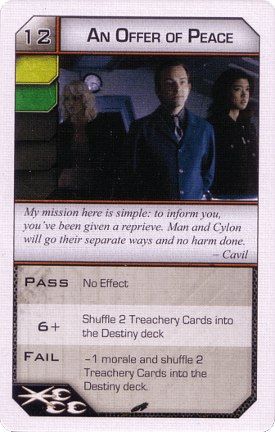 12 AN OFFER OF PEACE
My mission here is simple: to inform you,
you've been given a reprieve. Man and Cylon
will go their separate ways and no harm done.
– Cavil
PASS No Effect
6+ Shuffle 2 Treachery Cards into
the Destiny deck
FAIL -1 morale and shuffle 2
Treachery Cards into the
Destiny deck.